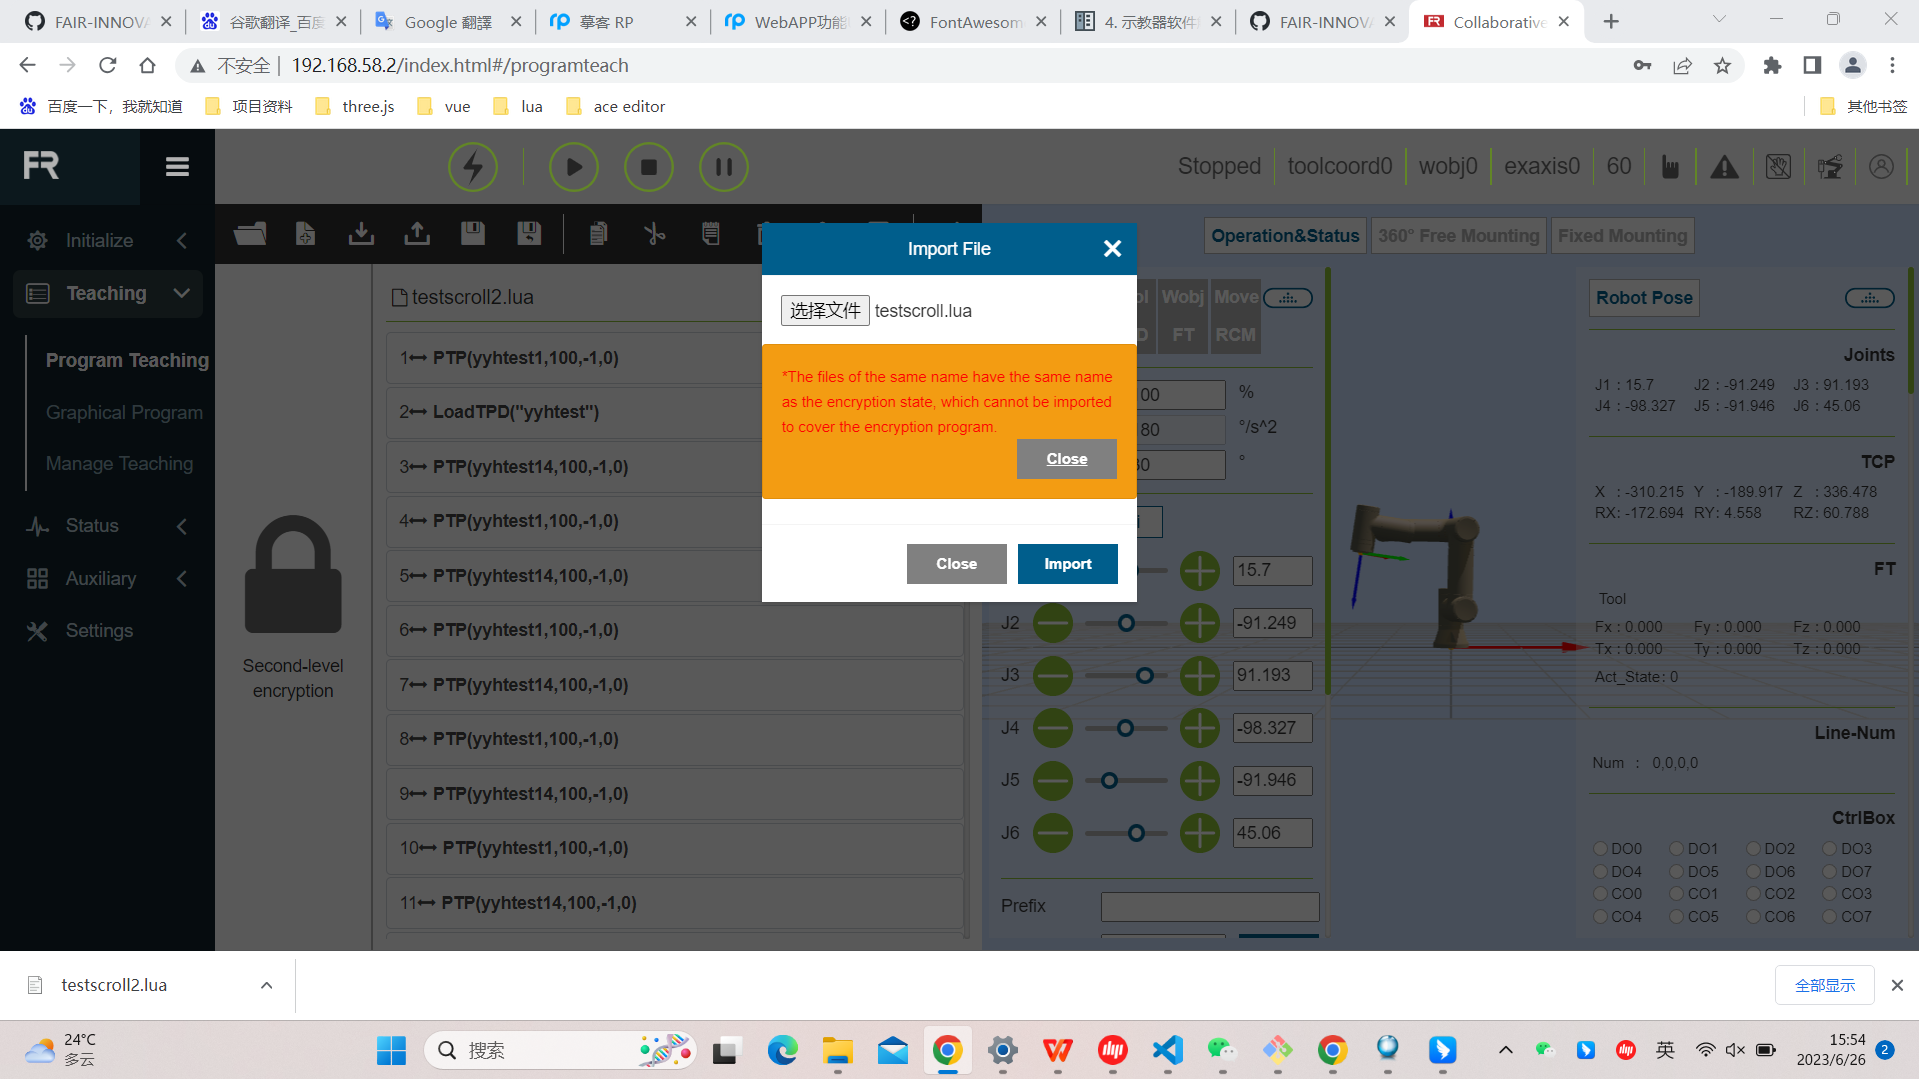 FAIR-INNOVA
谷歌翻译_百度
Google 翻譯
摹客 RP
WebAPP功能
FontAwesom
4. 示教器软件
FAIR-INNOVA
Collaborative
不安全 | 192.168.58.2/index.html#/programteach
百度一下，我就知道
项目资料
three.js
vue
lua
ace editor
其他书签
FR
Stopped
toolcoord0
wobj0
exaxis0
60
Initialize
Teaching
Program Teaching
Graphical Program
Manage Teaching
Status
Auxiliary
Settings
Second-level
encryption
testscroll2.lua
1 PTP(yyhtest1,100,-1,0)
2 LoadTPD("yyhtest")
3 PTP(yyhtest14,100,-1,0)
4 PTP(yyhtest1,100,-1,0)
5 PTP(yyhtest14,100,-1,0)
6 PTP(yyhtest1,100,-1,0)
7 PTP(yyhtest14,100,-1,0)
8 PTP(yyhtest1,100,-1,0)
9 PTP(yyhtest14,100,-1,0)
10 PTP(yyhtest1,100,-1,0)
11 PTP(yyhtest14,100,-1,0)
Import File
选择文件 testscroll.lua
*The files of the same name have the same name
as the encryption state, which cannot be imported
to cover the encryption program.
Close
Close
Import
Operation&Status
360° Free Mounting
Fixed Mounting
Wobj
Move
FT
RCM
00 %
80 °/s^2
30 °
15.7
J2 -91.249
J3 91.193
J4 -98.327
J5 -91.946
J6 45.06
Prefix
Robot Pose
Joints
J1 : 15.7 J2 : -91.249 J3 : 91.193
J4 : -98.327 J5 : -91.946 J6 : 45.06
TCP
X : -310.215 Y : -189.917 Z : 336.478
RX: -172.694 RY: 4.558 RZ: 60.788
FT
Tool
Fx : 0.000 Fy : 0.000 Fz : 0.000
Tx : 0.000 Ty : 0.000 Tz : 0.000
Act_State: 0
Line-Num
Num : 0,0,0,0
CtrlBox
DO0 DO1 DO2 DO3
DO4 DO5 DO6 DO7
CO0 CO1 CO2 CO3
CO4 CO5 CO6 CO7
testscroll2.lua
全部显示
24°C
多云
搜索
英
15:54
2023/6/26
2